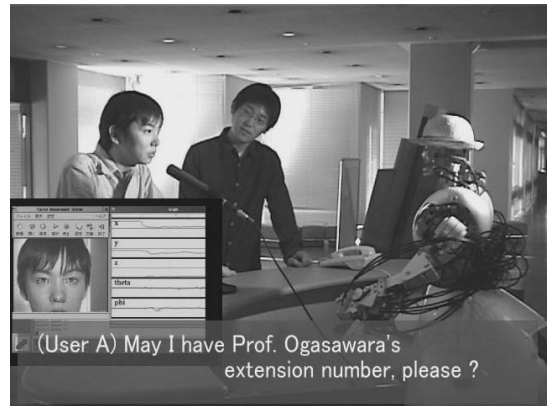 x
y
z
theta
phi
(User A) May I have Prof. Ogasawara's
extension number, please ?